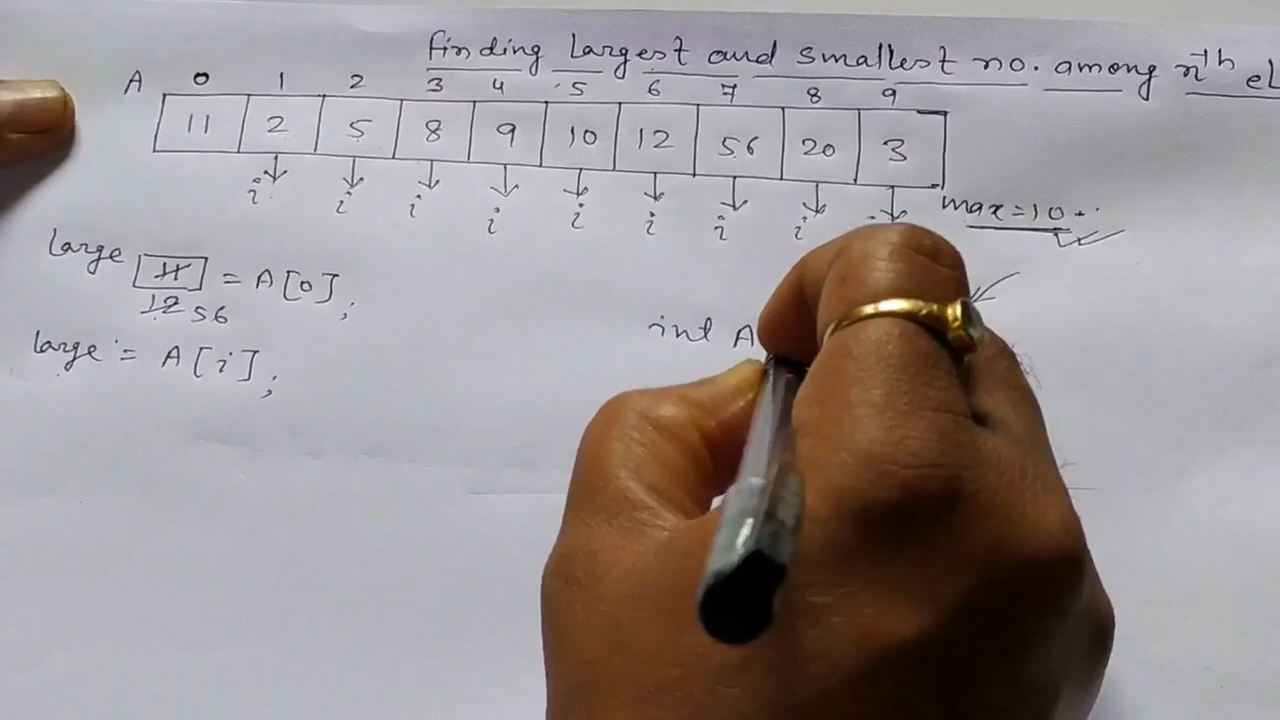 finding largest and smallest no. among nth el
A 0 1 2 3 4 5 6 7 8 9
11 2 5 8 9 10 12 56 20 3
i i i i i i i i
max=10
large 11 = A[0];
12 56
large = A[i];
int A